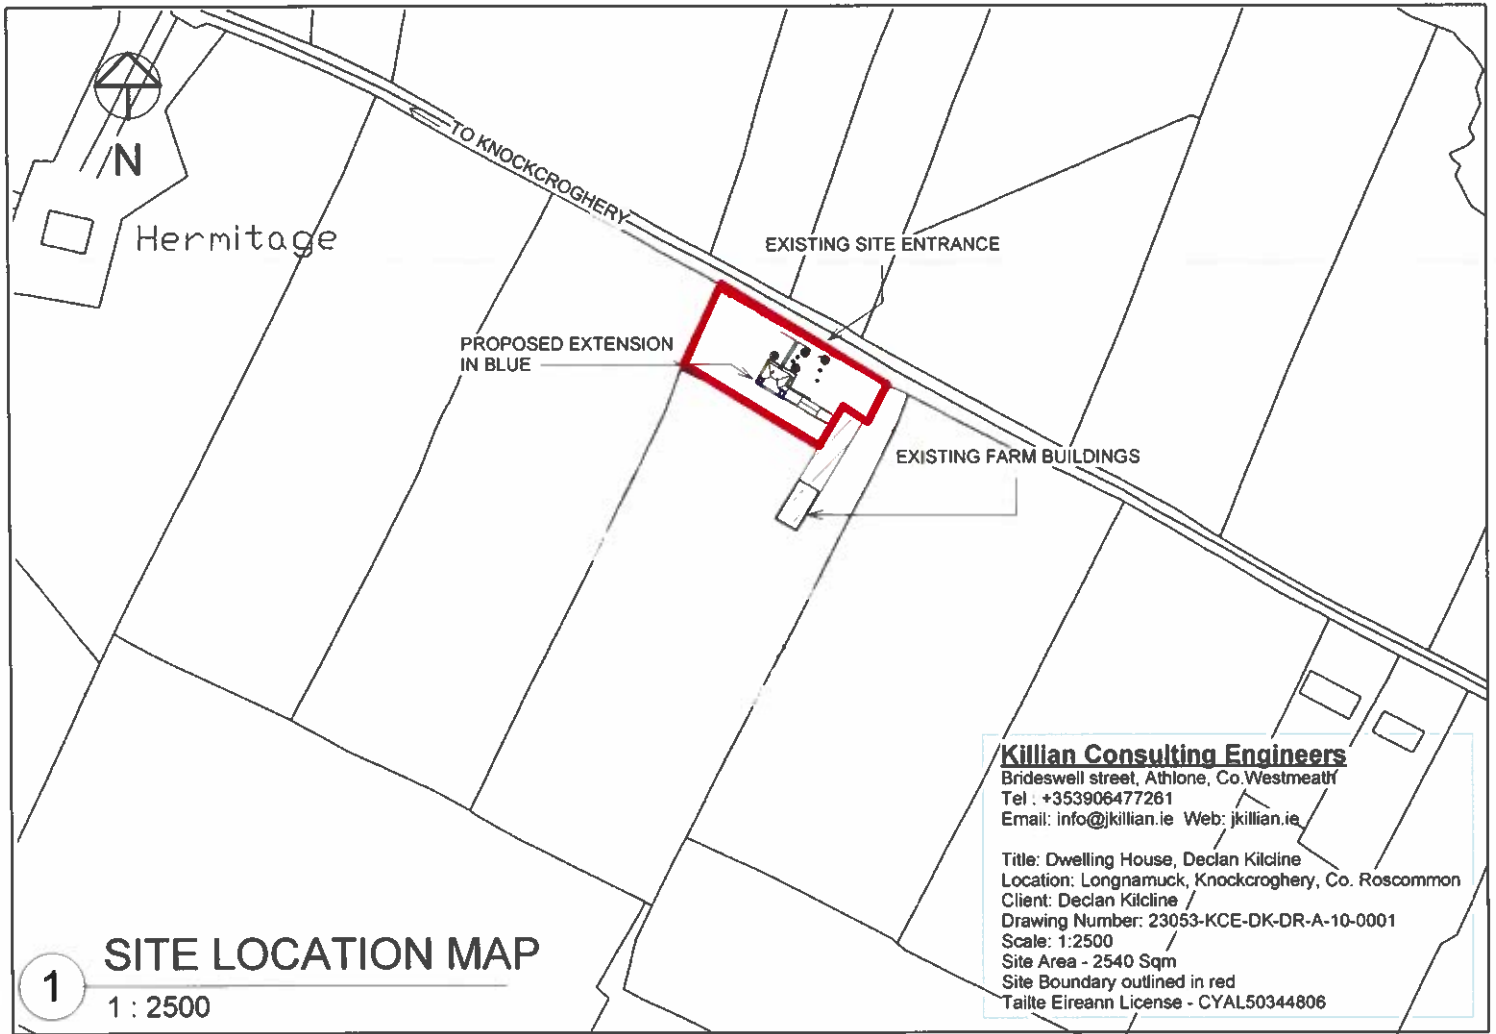 N
Hermitage
TO KNOCKCROGHERY
EXISTING SITE ENTRANCE
PROPOSED EXTENSION
IN BLUE
EXISTING FARM BUILDINGS
Killian Consulting Engineers
Brideswell street, Athlone, Co.Westmeath
Tel : +353906477261
Email: info@jkillian.ie Web: jkillian.ie
Title: Dwelling House, Declan Kilcline
Location: Longnamuck, Knockcroghery, Co. Roscommon
Client: Declan Kilcline
Drawing Number: 23053-KCE-DK-DR-A-10-0001
Scale: 1:2500
Site Area - 2540 Sqm
Site Boundary outlined in red
Tailte Eireann License - CYAL50344806
1
SITE LOCATION MAP
1 : 2500